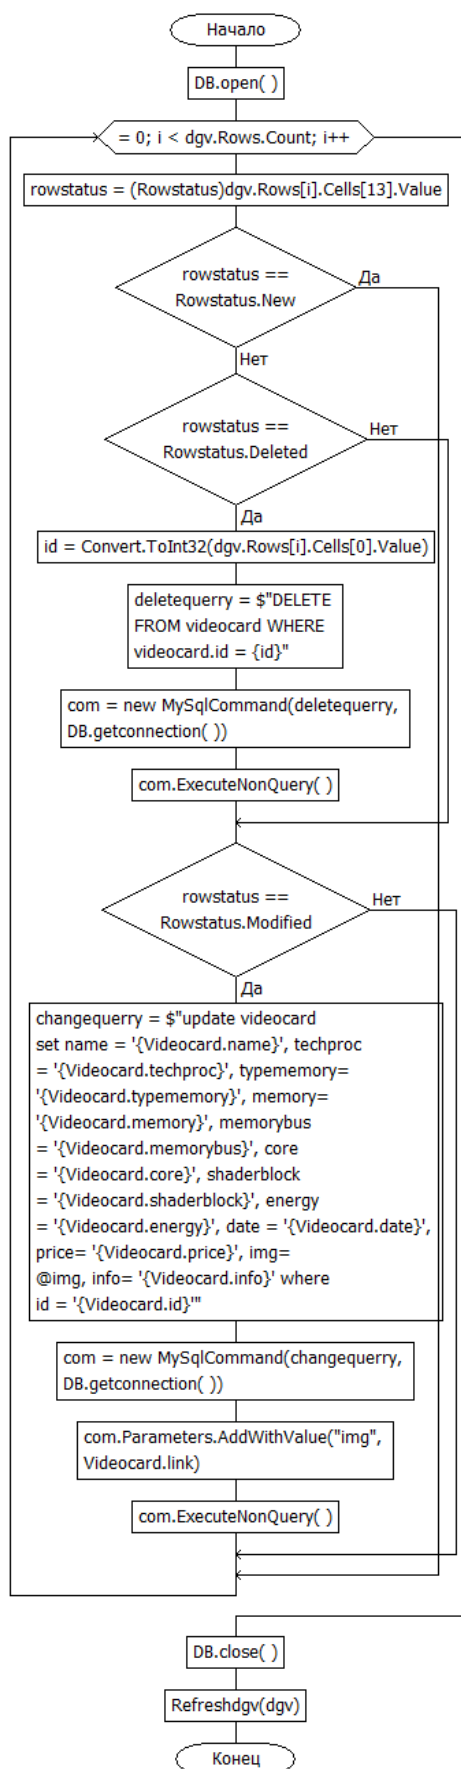 Начало
DB.open( )
= 0; i < dgv.Rows.Count; i++
rowstatus = (Rowstatus)dgv.Rows[i].Cells[13].Value
rowstatus ==
Rowstatus.New
Да
Нет
rowstatus ==
Rowstatus.Deleted
Нет
Да
id = Convert.ToInt32(dgv.Rows[i].Cells[0].Value)
deletequerry = $"DELETE
FROM videocard WHERE
videocard.id = {id}"
com = new MySqlCommand(deletequerry,
DB.getconnection( ))
com.ExecuteNonQuery( )
rowstatus ==
Rowstatus.Modified
Нет
Да
changequerry = $"update videocard
set name = '{Videocard.name}', techproc
= '{Videocard.techproc}', typememory=
'{Videocard.typememory}', memory=
'{Videocard.memory}', memorybus
= '{Videocard.memorybus}', core
= '{Videocard.core}', shaderblock
= '{Videocard.shaderblock}', energy
= '{Videocard.energy}', date = '{Videocard.date}',
price= '{Videocard.price}', img=
@img, info= '{Videocard.info}' where
id = '{Videocard.id}'"
com = new MySqlCommand(changequerry,
DB.getconnection( ))
com.Parameters.AddWithValue("img",
Videocard.link)
com.ExecuteNonQuery( )
DB.close( )
Refreshdgv(dgv)
Конец